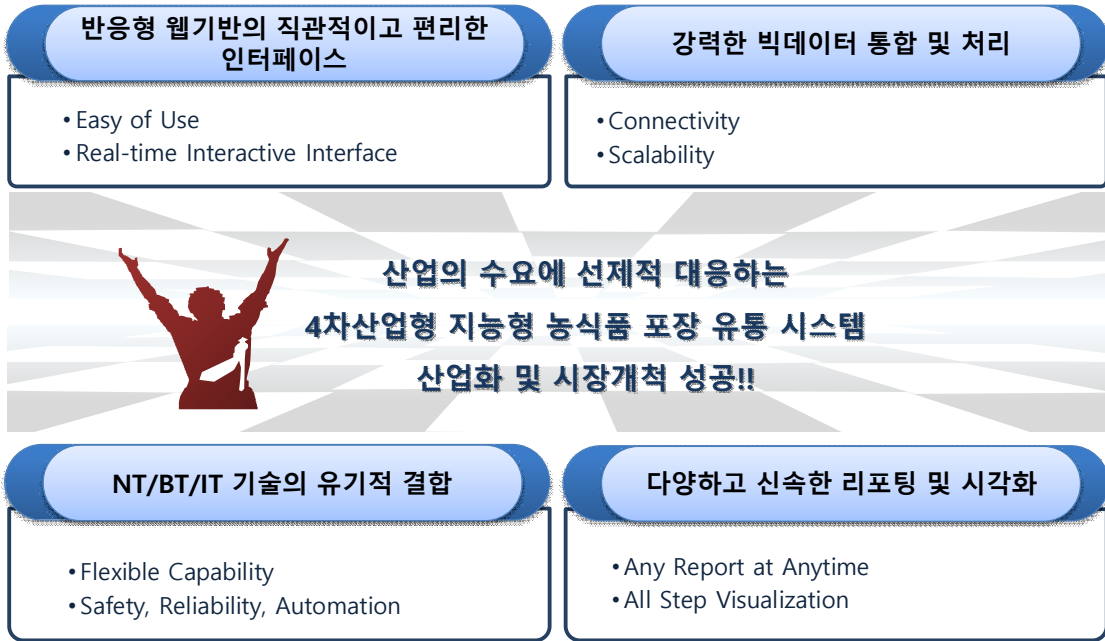 반응형 웹기반의 직관적이고 편리한
인터페이스
• Easy of Use
• Real-time Interactive Interface
강력한 빅데이터 통합 및 처리
• Connectivity
• Scalability
산업의 수요에 선제적 대응하는
4차산업형 지능형 농식품 포장 유통 시스템
산업화 및 시장개척 성공!!
NT/BT/IT 기술의 유기적 결합
• Flexible Capability
• Safety, Reliability, Automation
다양하고 신속한 리포팅 및 시각화
• Any Report at Anytime
• All Step Visualization